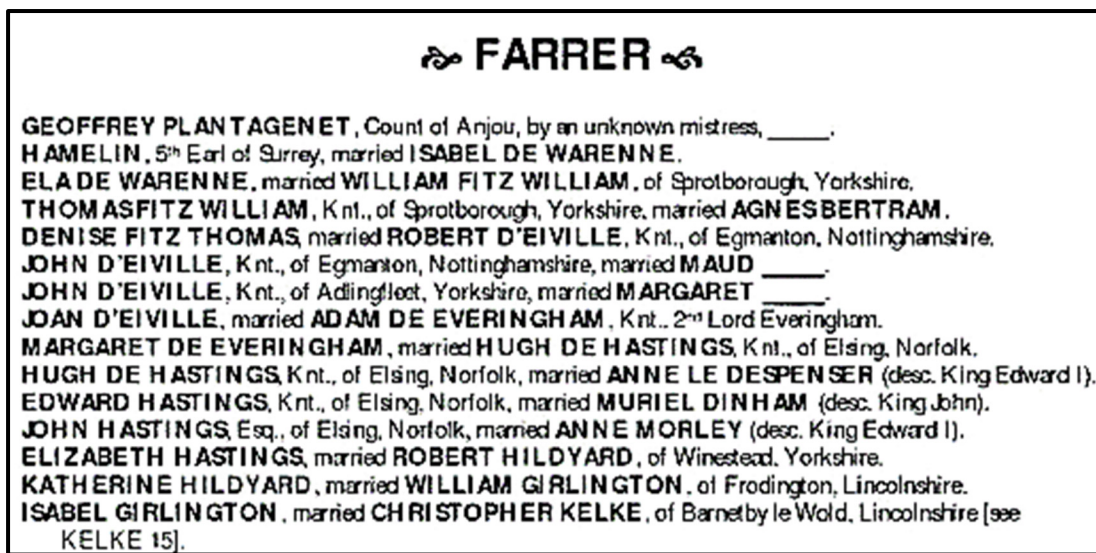 FARRER
GEOFFREY PLANTAGENET, Count of Anjou, by an unknown mistress, _____.
HAMELIN, 5th Earl of Surrey, married ISABEL DE WARENNE.
ELA DE WARENNE, married WILLIAM FITZ WILLIAM, of Sprotborough, Yorkshire.
THOMAS FITZ WILLIAM, Knt., of Sprotborough, Yorkshire, married AGNES BERTRAM.
DENISE FITZ THOMAS, married ROBERT D'EIVILLE, Knt., of Egmanton, Nottinghamshire.
JOHN D'EIVILLE, Knt., of Egmanton, Nottinghamshire, married MAUD _____.
JOHN D'EIVILLE, Knt., of Adlingfleet, Yorkshire, married MARGARET _____.
JOAN D'EIVILLE, married ADAM DE EVERINGHAM, Knt., 2nd Lord Everingham.
MARGARET DE EVERINGHAM, married HUGH DE HASTINGS, Knt., of Elsing, Norfolk.
HUGH DE HASTINGS, Knt., of Elsing, Norfolk, married ANNE LE DESPENSER (desc. King Edward I).
EDWARD HASTINGS, Knt., of Elsing, Norfolk, married MURIEL DINHAM (desc. King John).
JOHN HASTINGS, Esq., of Elsing, Norfolk, married ANNE MORLEY (desc. King Edward I).
ELIZABETH HASTINGS, married ROBERT HILDYARD, of Winestead, Yorkshire.
KATHERINE HILDYARD, married WILLIAM GIRLINGTON, of Frodington, Lincolnshire.
ISABEL GIRLINGTON, married CHRISTOPHER KELKE, of Barnetby le Wold, Lincolnshire [see
KELKE 15].